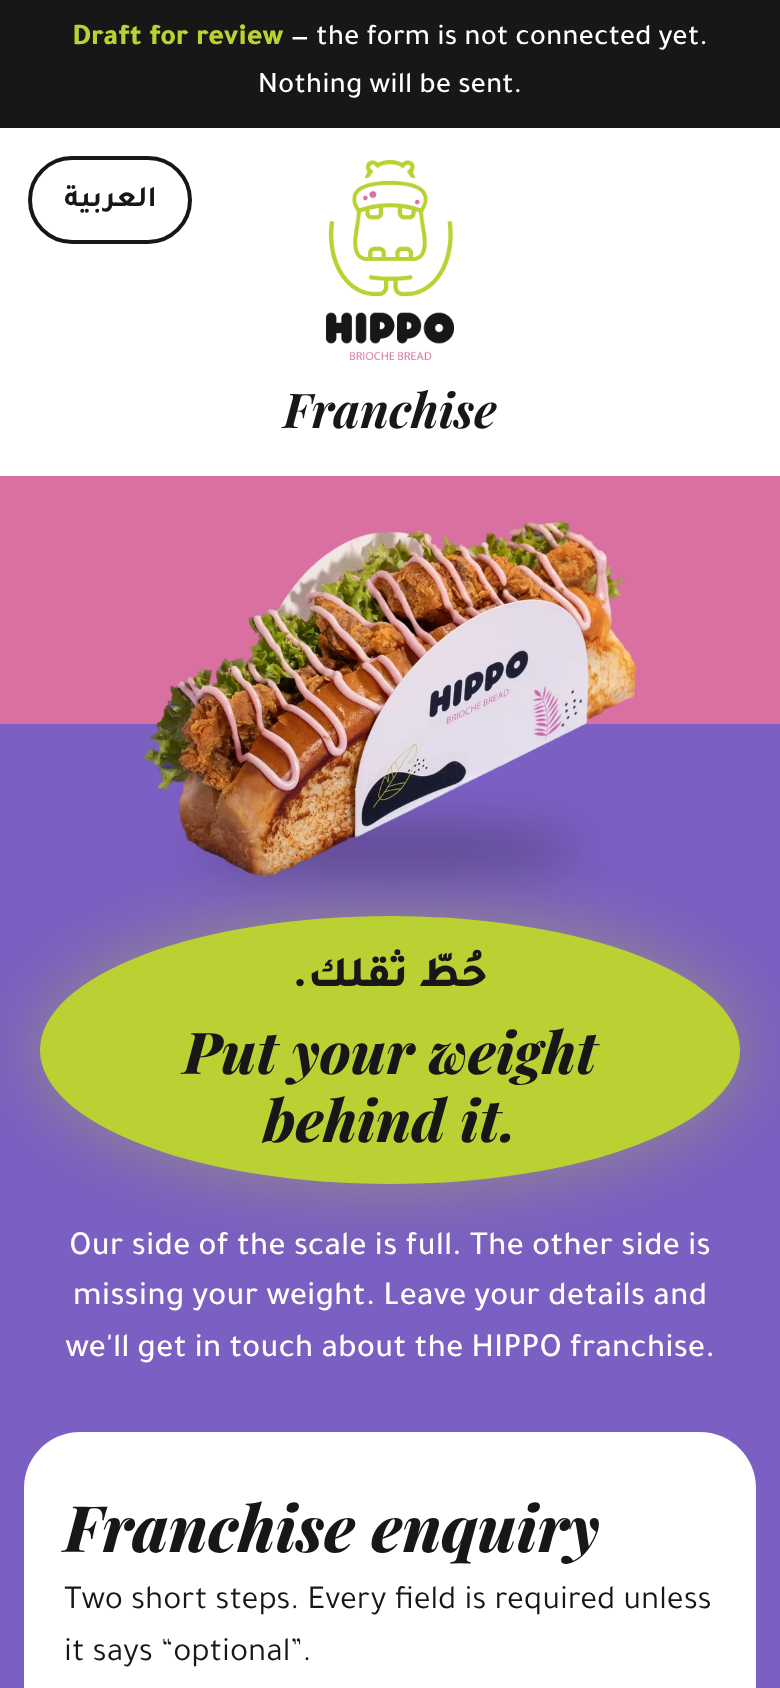 Draft for review – the form is not connected yet.
Nothing will be sent.
العربية
HIPPO
BRIOCHE BREAD
Franchise
HIPPO
BRIOCHE BREAD
حُطّ ثقلك.
Put your weight
behind it.
Our side of the scale is full. The other side is
missing your weight. Leave your details and
we'll get in touch about the HIPPO franchise.
Franchise enquiry
Two short steps. Every field is required unless
it says “optional”.